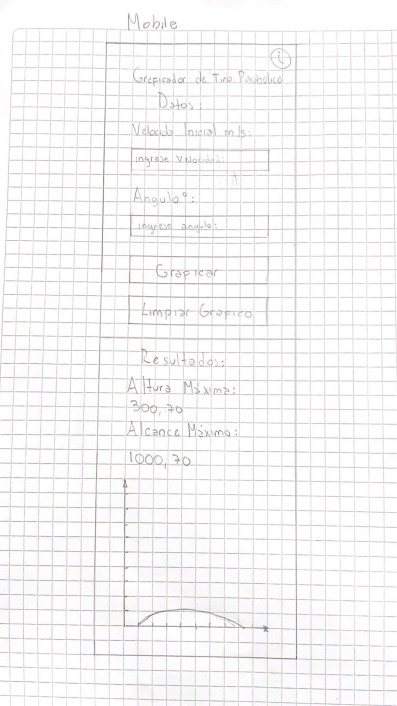 Mobile
i
Graficador de Tiro Parabolico
Datos:
Velocida Inicial m/s:
ingrese Velocidad:
Angulo°:
ingrese angulo:
Graficar
Limpiar Grafico
Resultados:
Altura Máxima:
300,70
Alcance Máximo:
1000,70